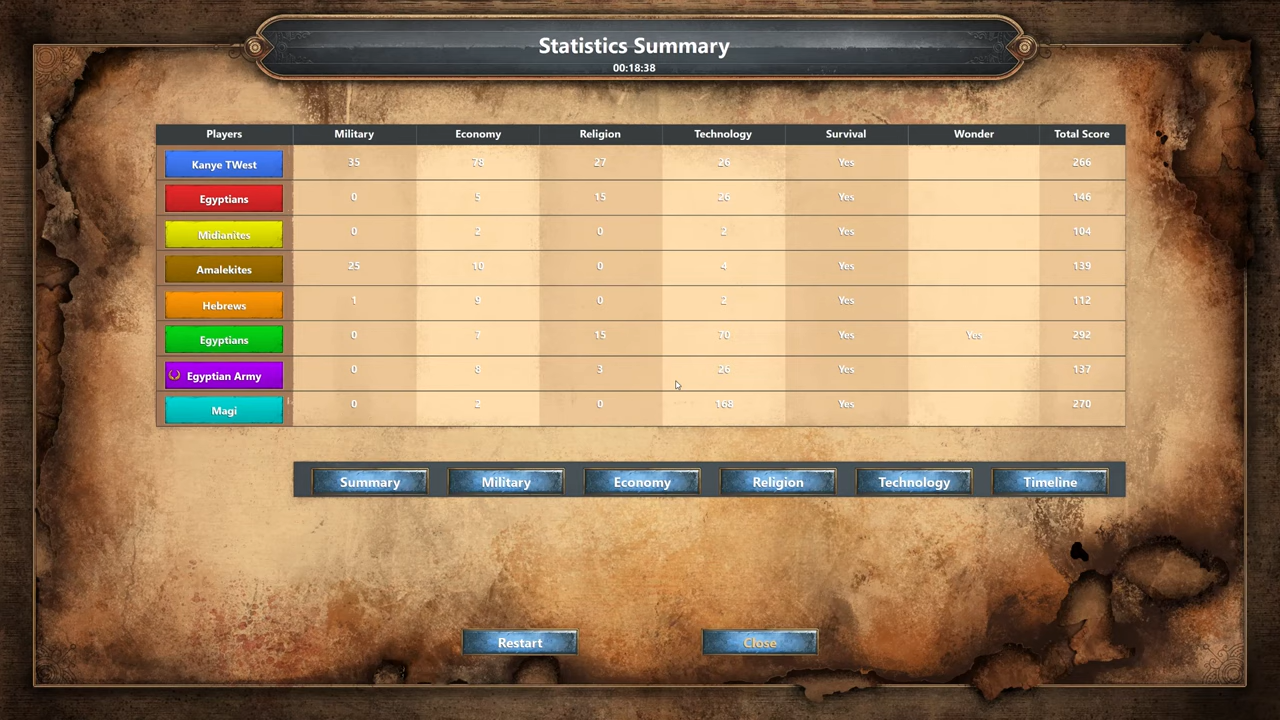 Statistics Summary
00:18:38
Players Military Economy Religion Technology Survival Wonder Total Score
Kanye TWest 35 78 27 26 Yes 266
Egyptians 0 5 15 26 Yes 146
Midianites 0 2 0 2 Yes 104
Amalekites 25 10 0 4 Yes 139
Hebrews 1 9 0 2 Yes 112
Egyptians 0 7 15 70 Yes Yes 292
Egyptian Army 0 8 3 26 Yes 137
Magi 0 2 0 168 Yes 270
Summary Military Economy Religion Technology Timeline
Restart Close